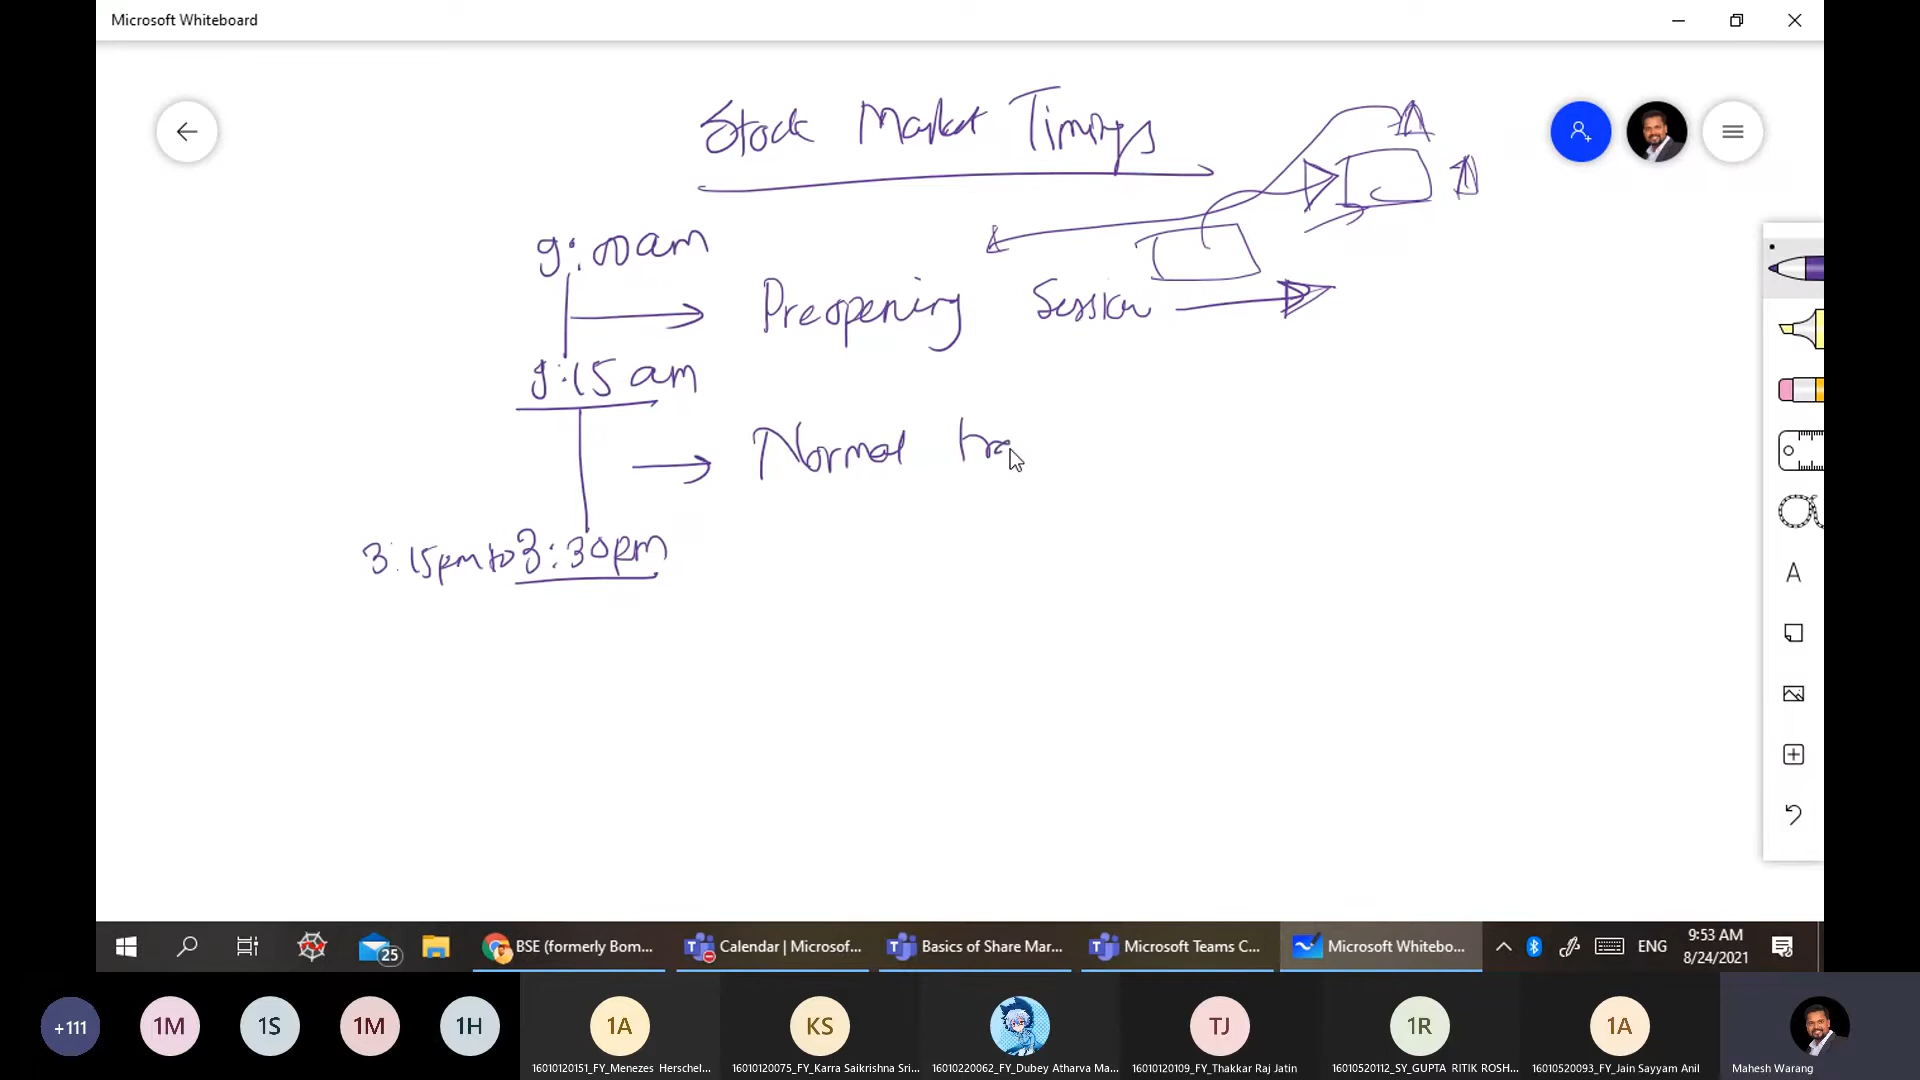 Microsoft Whiteboard
Stock Market Timings
9:00am
Preopening Session
9:15 am
Normal tra
3:15pm to 3:30pm
A
25
BSE (formerly Bom...
Calendar | Microsof...
Basics of Share Mar...
Microsoft Teams C...
Microsoft Whitebo...
ENG
9:53 AM
8/24/2021
+111
1M
1S
1M
1H
1A
KS
TJ
1R
1A
16010120151_FY_Menezes Herschel...
16010120075_FY_Karra Saikrishna Sri...
16010220062_FY_Dubey Atharva Ma...
16010120109_FY_Thakkar Raj Jatin
16010520112_SY_GUPTA RITIK ROSH...
16010520093_FY_Jain Sayyam Anil
Mahesh Warang